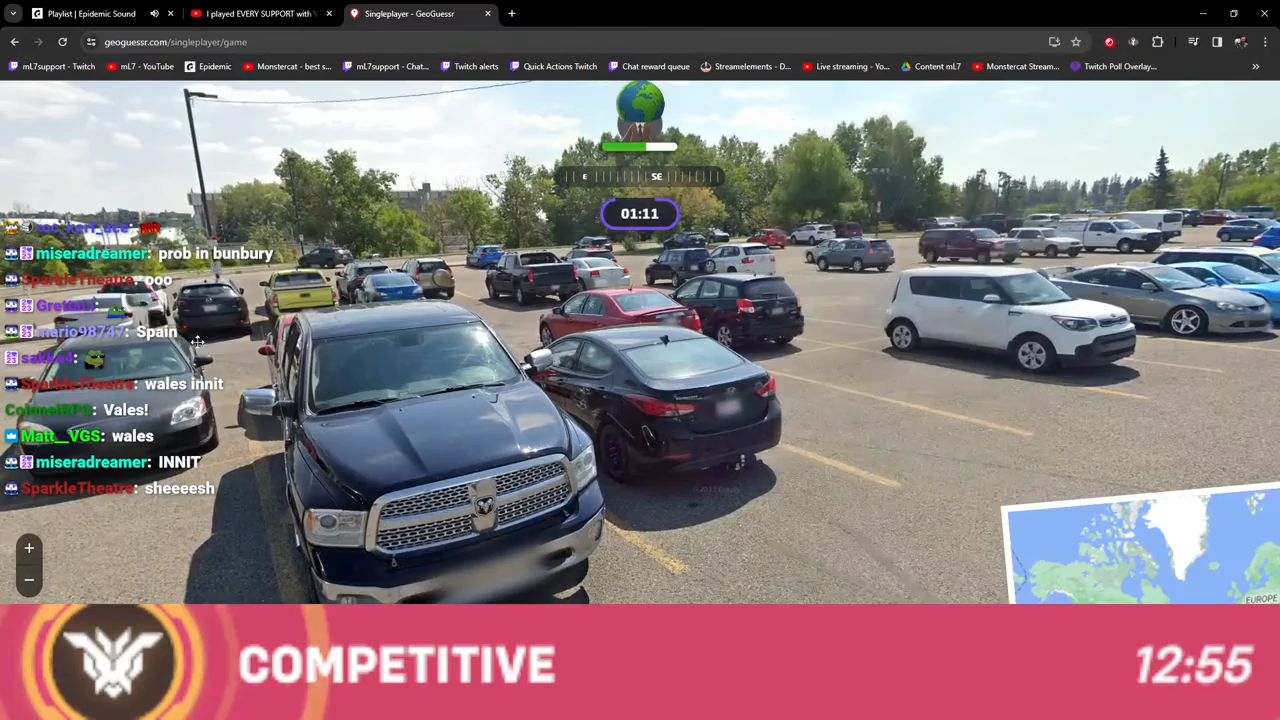 Playlist | Epidemic Sound
I played EVERY SUPPORT with
Singleplayer - GeoGuessr
geoguessr.com/singleplayer/game
mL7support - Twitch
mL7 - YouTube
Epidemic
Monstercat - best s...
mL7support - Chat...
Twitch alerts
Quick Actions Twitch
Chat reward queue
Streamelements - D...
Live streaming - Yo...
Content mL7
Monstercat Stream...
Twitch Poll Overlay...
E SE
01:11
miseradreamer: prob in bunbury
SparkleTheatre: ooo
mario98747: Spain
SparkleTheatre: wales innit
Vales!
Matt__VGS: wales
miseradreamer: INNIT
SparkleTheatre: sheeeesh
EUROPE
COMPETITIVE
12:55